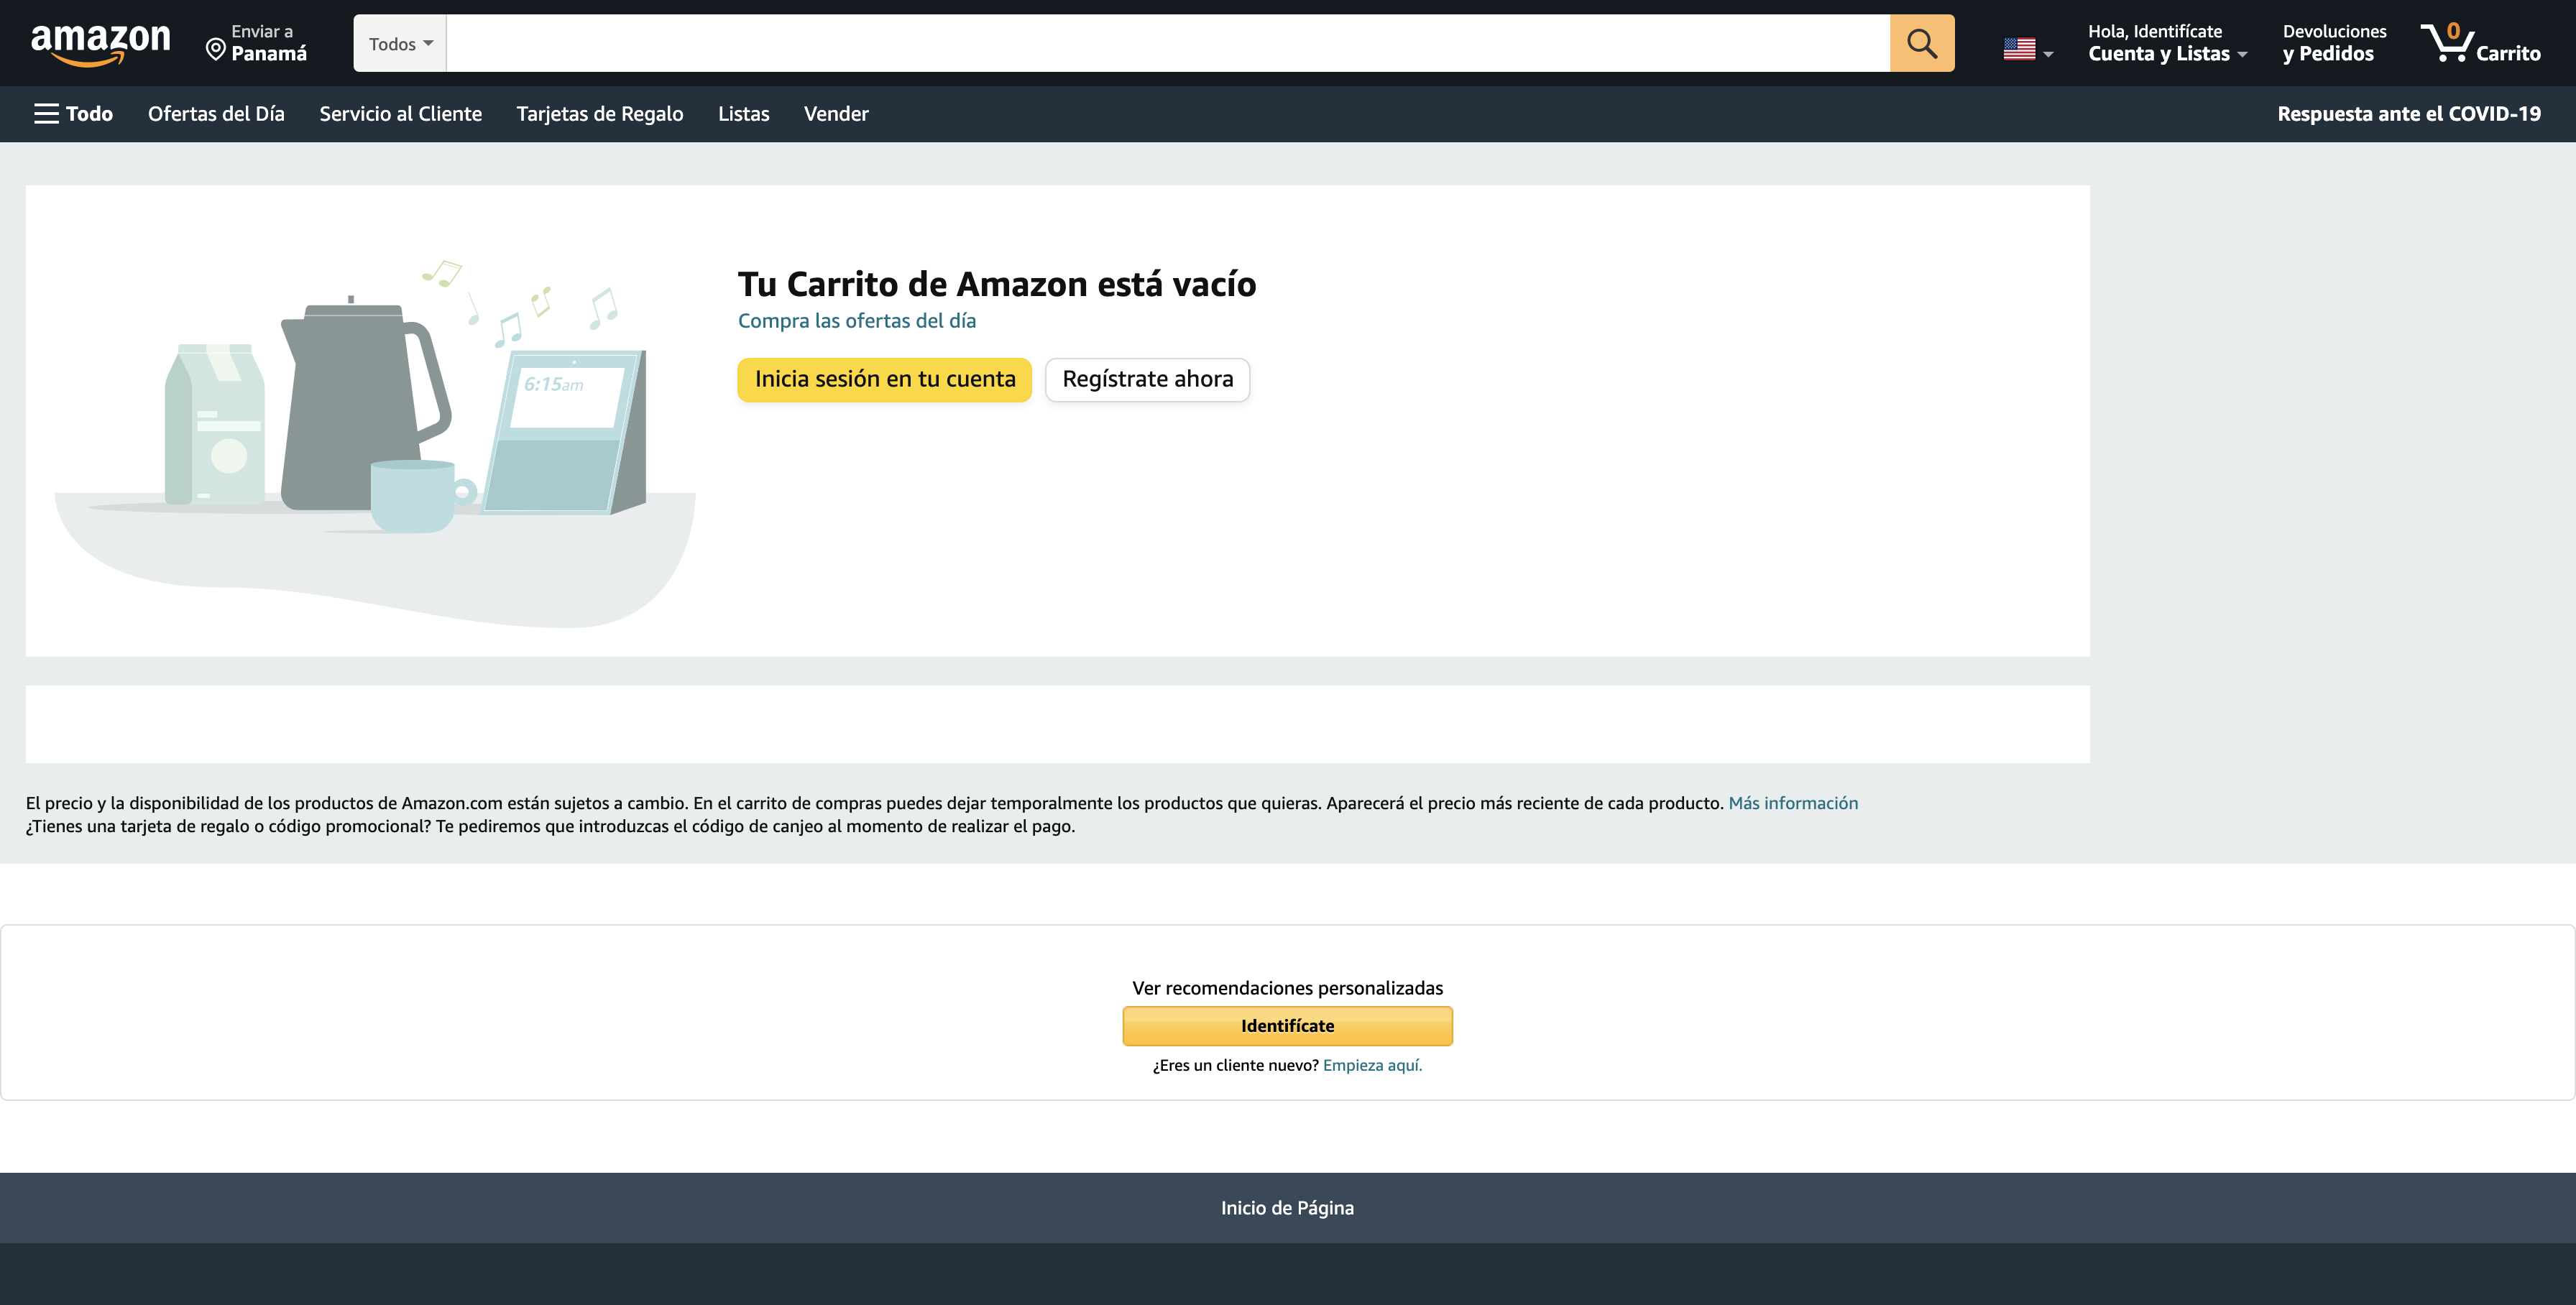 amazon
Enviar a
Panamá
Todos
Hola, Identifícate
Cuenta y Listas
Devoluciones
y Pedidos
0
Carrito
Todo
Ofertas del Día
Servicio al Cliente
Tarjetas de Regalo
Listas
Vender
Respuesta ante el COVID-19
6:15am
Tu Carrito de Amazon está vacío
Compra las ofertas del día
Inicia sesión en tu cuenta
Regístrate ahora
El precio y la disponibilidad de los productos de Amazon.com están sujetos a cambio. En el carrito de compras puedes dejar temporalmente los productos que quieras. Aparecerá el precio más reciente de cada producto. Más información
¿Tienes una tarjeta de regalo o código promocional? Te pediremos que introduzcas el código de canjeo al momento de realizar el pago.
Ver recomendaciones personalizadas
Identifícate
¿Eres un cliente nuevo? Empieza aquí.
Inicio de Página